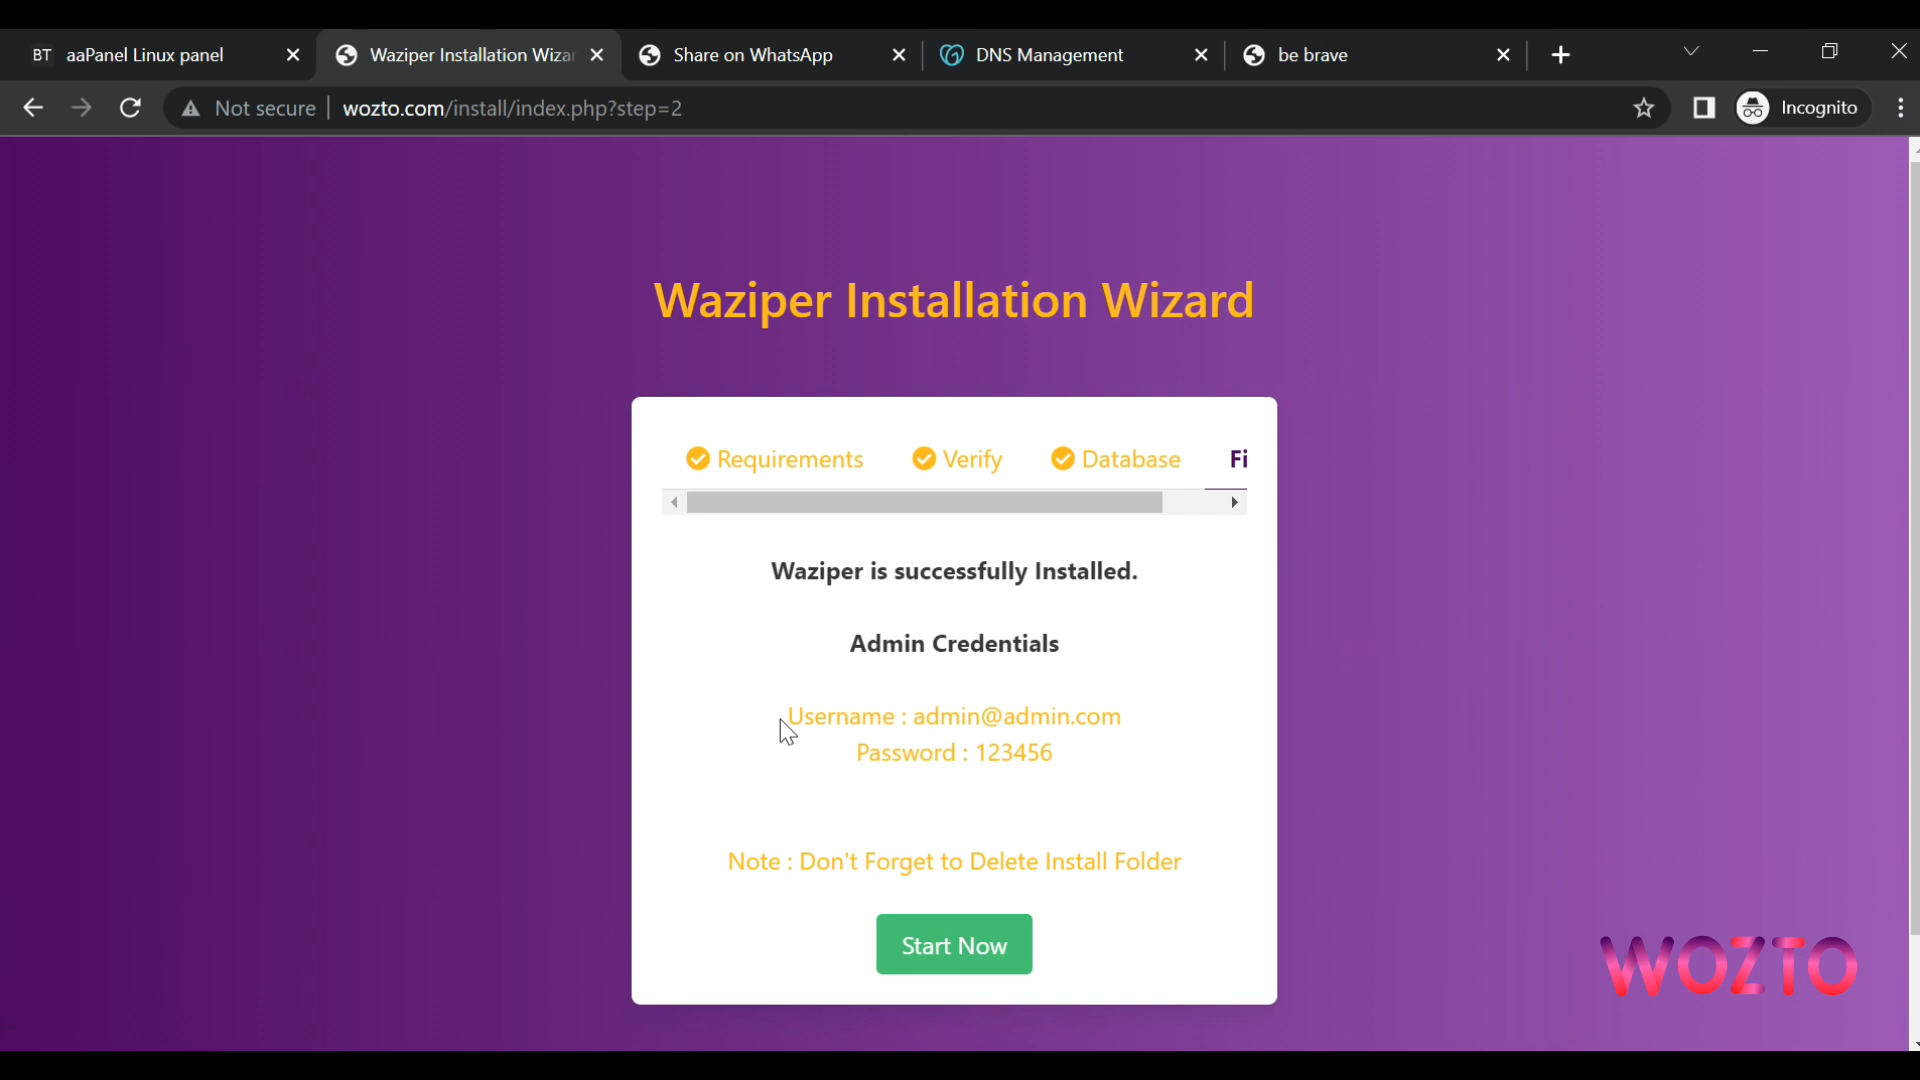 BT aaPanel Linux panel
Waziper Installation Wizar
Share on WhatsApp
DNS Management
be brave
Not secure
wozto.com/install/index.php?step=2
Incognito
Waziper Installation Wizard
Requirements
Verify
Database
Fi
Waziper is successfully Installed.
Admin Credentials
Username : admin@admin.com
Password : 123456
Note : Don't Forget to Delete Install Folder
Start Now
WOZTO